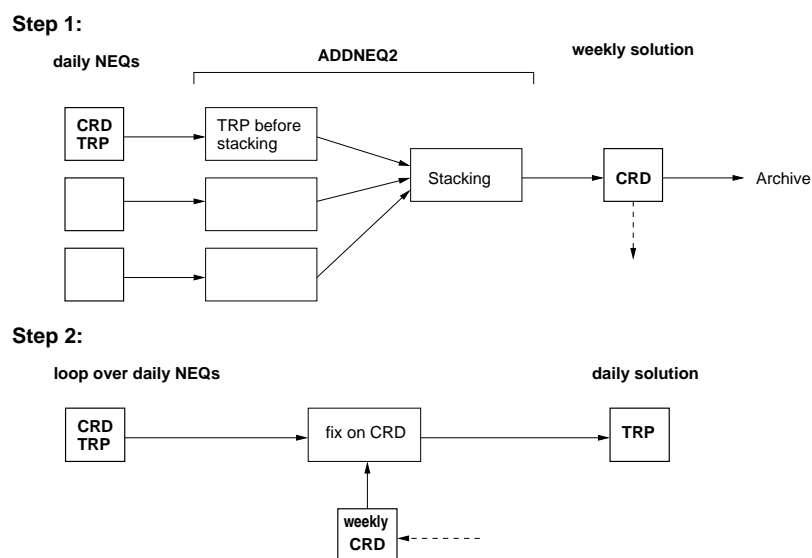 Step 1:
daily NEQs
ADDNEQ2
weekly solution
CRD
TRP
TRP before
stacking
Stacking
CRD
Archive
Step 2:
loop over daily NEQs
daily solution
CRD
TRP
fix on CRD
TRP
weekly
CRD